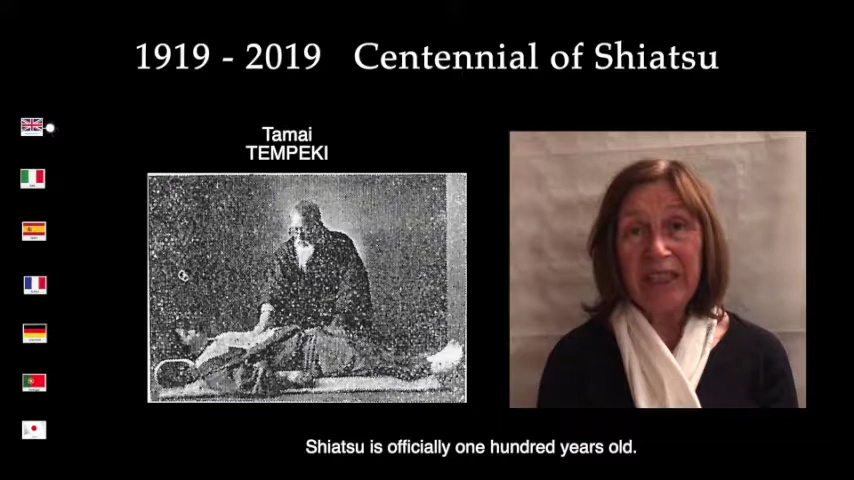 1919 - 2019 Centennial of Shiatsu
Tamai
TEMPEKI
Shiatsu is officially one hundred years old.